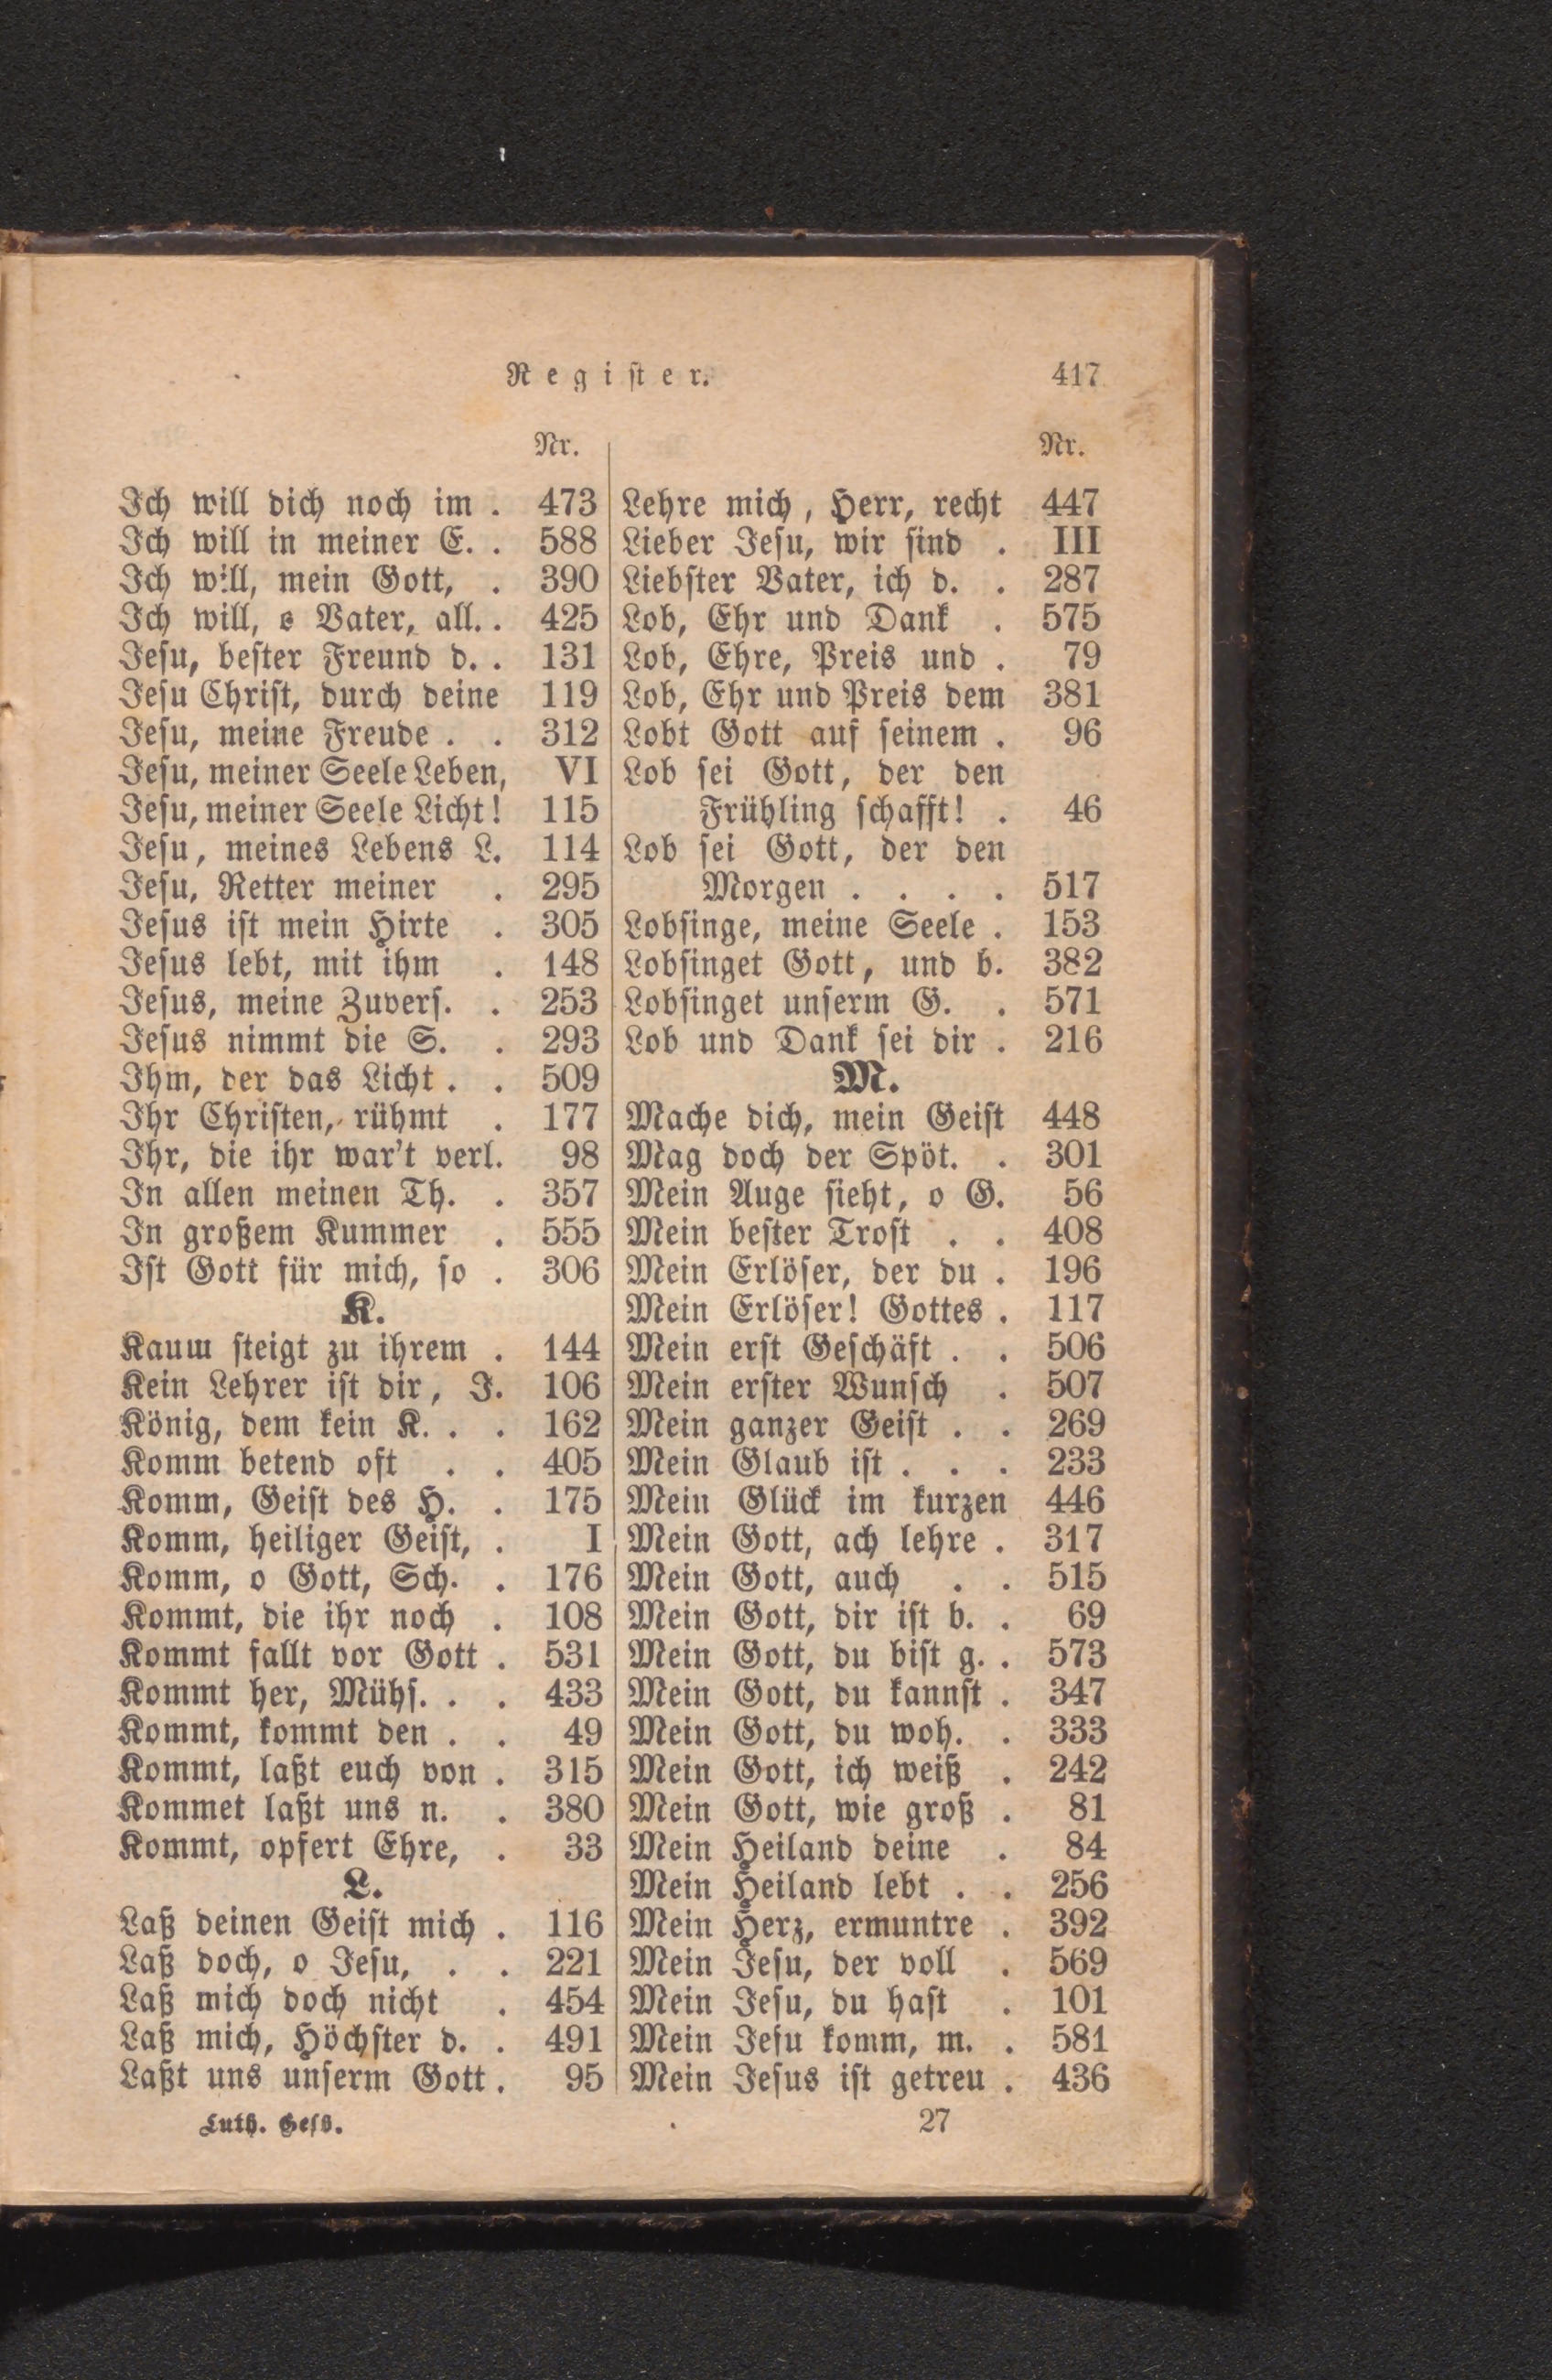 Register. 417
Nr.
Ich will dich noch im . 473
Ich will in meiner E. . 588
Ich will, mein Gott, . 390
Ich will, o Vater, all. . 425
Jesu, bester Freund d. . 131
Jesu Christ, durch deine 119
Jesu, meine Freude . . 312
Jesu, meiner Seele Leben, VI
Jesu, meiner Seele Licht! 115
Jesu, meines Lebens L. 114
Jesu, Retter meiner . 295
Jesus ist mein Hirte . 305
Jesus lebt, mit ihm . 148
Jesus, meine Zuvers. . 253
Jesus nimmt die S. . 293
Ihm, der das Licht . . 509
Ihr Christen, rühmt . 177
Ihr, die ihr war't verl. 98
In allen meinen Th. . 357
In großem Kummer . 555
Ist Gott für mich, so . 306
K.
Kaum steigt zu ihrem . 144
Kein Lehrer ist dir, J. 106
König, dem kein K. . . 162
Komm betend oft . . 405
Komm, Geist des H. . 175
Komm, heiliger Geist, . I
Komm, o Gott, Sch. . 176
Kommt, die ihr noch . 108
Kommt fallt vor Gott . 531
Kommt her, Mühs. . . 433
Kommt, kommt den . . 49
Kommt, laßt euch von . 315
Kommet laßt uns n. . 380
Kommt, opfert Ehre, . 33
L.
Laß deinen Geist mich . 116
Laß doch, o Jesu, . . 221
Laß mich doch nicht . 454
Laß mich, Höchster d. . 491
Laßt uns unserm Gott . 95
Nr.
Lehre mich, Herr, recht 447
Lieber Jesu, wir sind . III
Liebster Vater, ich d. . 287
Lob, Ehr und Dank . 575
Lob, Ehre, Preis und . 79
Lob, Ehr und Preis dem 381
Lobt Gott auf seinem . 96
Lob sei Gott, der den
Frühling schafft! . 46
Lob sei Gott, der den
Morgen . . . . 517
Lobsinge, meine Seele . 153
Lobsinget Gott, und b. 382
Lobsinget unserm G. . 571
Lob und Dank sei dir . 216
M.
Mache dich, mein Geist 448
Mag doch der Spöt. . 301
Mein Auge sieht, o G. 56
Mein bester Trost . . 408
Mein Erlöser, der du . 196
Mein Erlöser! Gottes . 117
Mein erst Geschäft . . 506
Mein erster Wunsch . 507
Mein ganzer Geist . . 269
Mein Glaub ist . . . 233
Mein Glück im kurzen 446
Mein Gott, ach lehre . 317
Mein Gott, auch . . 515
Mein Gott, dir ist b. . 69
Mein Gott, du bist g. . 573
Mein Gott, du kannst . 347
Mein Gott, du woh. . 333
Mein Gott, ich weiß . 242
Mein Gott, wie groß . 81
Mein Heiland deine . 84
Mein Heiland lebt . . 256
Mein Herz, ermuntre . 392
Mein Jesu, der voll . 569
Mein Jesu, du hast . 101
Mein Jesu komm, m. . 581
Mein Jesus ist getreu . 436
Luth. Gesb. 27